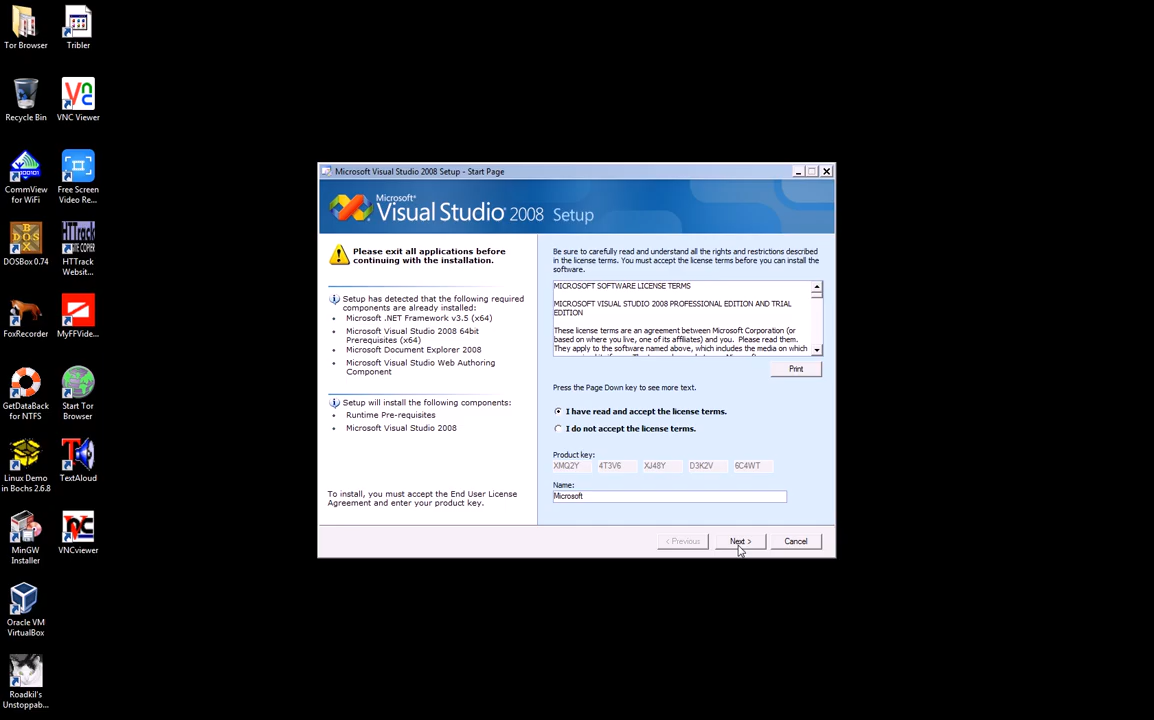 Tor Browser
Tribler
Recycle Bin
VNC Viewer
CommView
for WiFi
Free Screen
Video Re...
DOSBox 0.74
HTTrack
Website...
FoxRecorder
MyFFVide...
GetDataBack
for NTFS
Start Tor
Browser
Linux Demo
in Bochs 2.6.8
TextAloud
MinGW
Installer
VNCviewer
Oracle VM
VirtualBox
Roadkil's
Unstoppab...
Microsoft Visual Studio 2008 Setup - Start Page
Microsoft®
Visual Studio® 2008 Setup
Please exit all applications before
continuing with the installation.
Setup has detected that the following required
components are already installed:
• Microsoft .NET Framework v3.5 (x64)
• Microsoft Visual Studio 2008 64bit
Prerequisites (x64)
• Microsoft Document Explorer 2008
• Microsoft Visual Studio Web Authoring
Component
Setup will install the following components:
• Runtime Pre-requisites
• Microsoft Visual Studio 2008
To install, you must accept the End User License
Agreement and enter your product key.
Be sure to carefully read and understand all the rights and restrictions described
in the license terms. You must accept the license terms before you can install the
software.
MICROSOFT SOFTWARE LICENSE TERMS
MICROSOFT VISUAL STUDIO 2008 PROFESSIONAL EDITION AND TRIAL
EDITION
These license terms are an agreement between Microsoft Corporation (or
based on where you live, one of its affiliates) and you. Please read them.
They apply to the software named above, which includes the media on which
Print
Press the Page Down key to see more text.
I have read and accept the license terms.
I do not accept the license terms.
Product key:
XMQ2Y 4T3V6 XJ48Y D3K2V 6C4WT
Name:
Microsoft
< Previous
Next >
Cancel